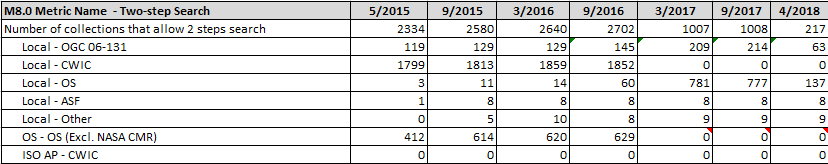 M8.0 Metric Name - Two-step Search 5/2015 9/2015 3/2016 9/2016 3/2017 9/2017 4/2018
Number of collections that allow 2 steps search 2334 2580 2640 2702 1007 1008 217
Local - OGC 06-131 119 129 129 145 209 214 63
Local - CWIC 1799 1813 1859 1852 0 0 0
Local - OS 3 11 14 60 781 777 137
Local - ASF 1 8 8 8 8 8 8
Local - Other 0 5 10 8 9 9 9
OS - OS (Excl. NASA CMR) 412 614 620 629 0 0 0
ISO AP - CWIC 0 0 0 0 0 0 0